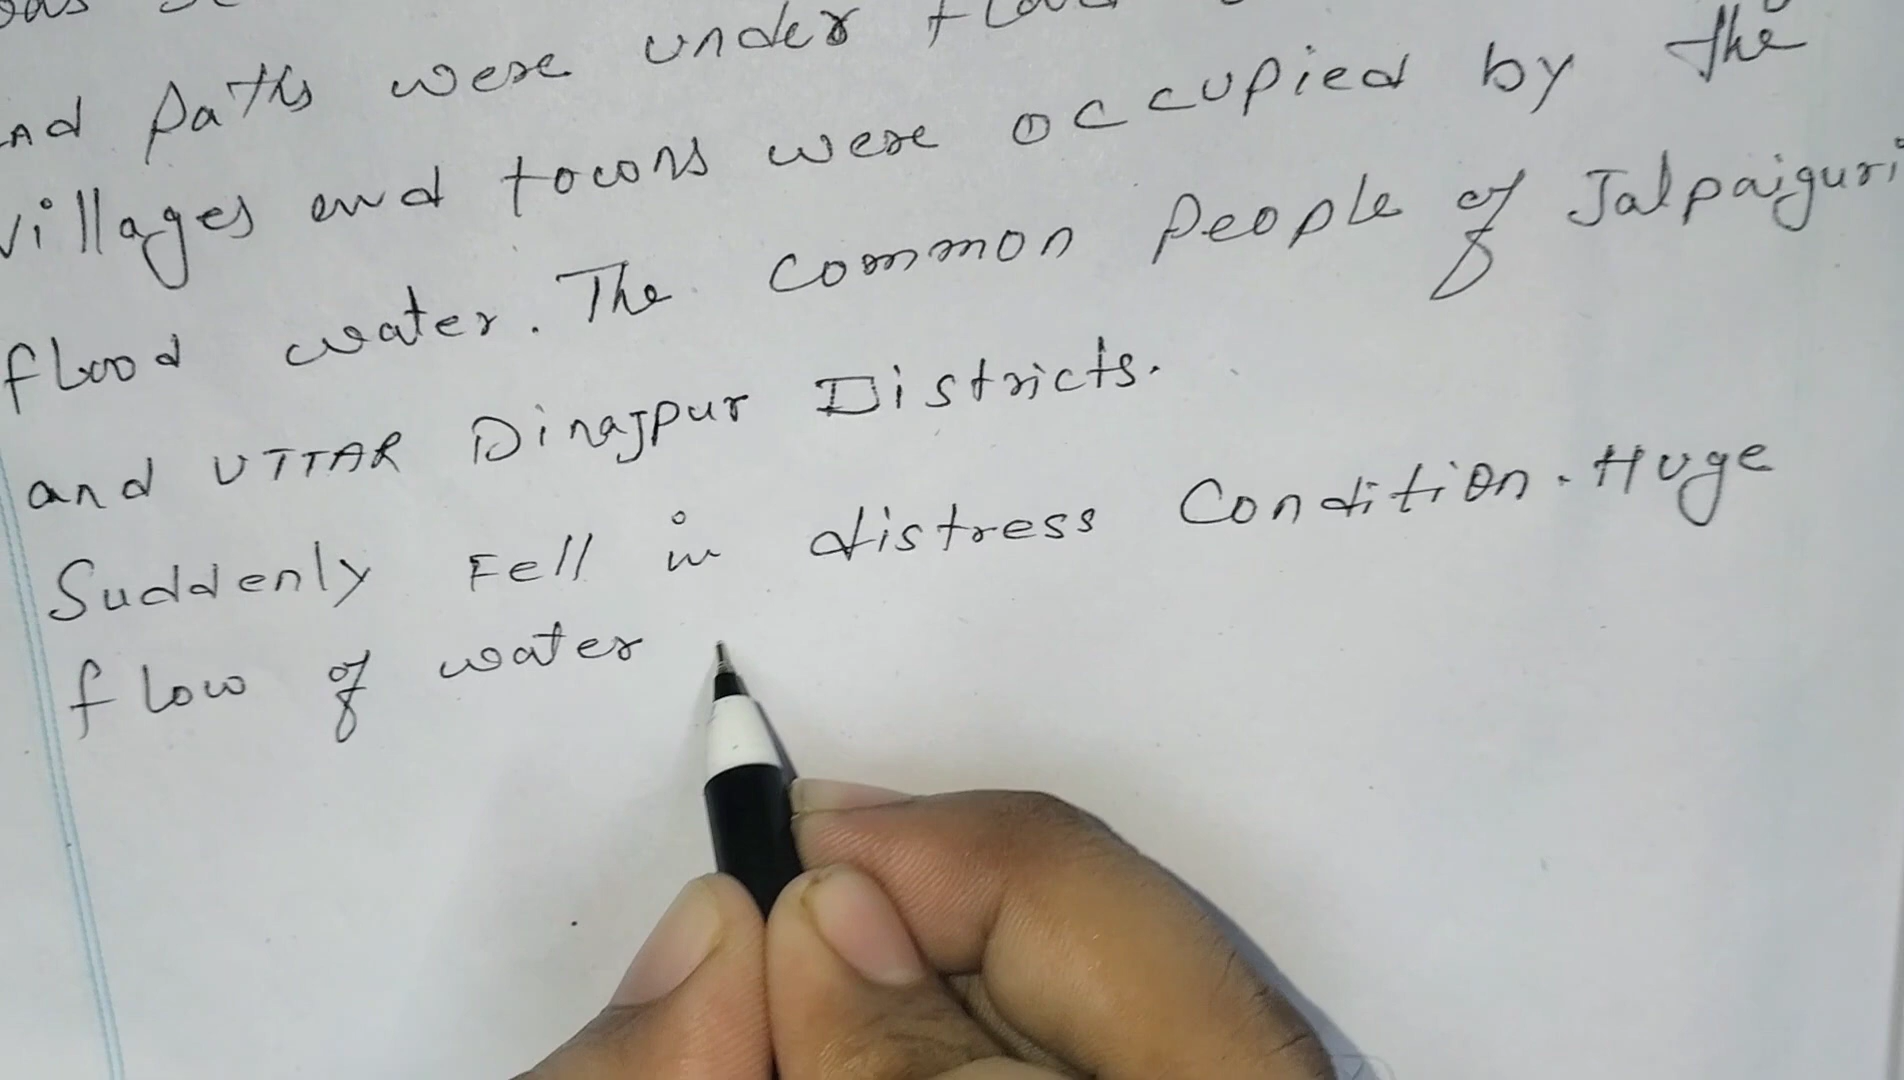 and paths were under
villages and towns were occupied by the
flood water. The common people of Jalpaiguri
and UTTAR Dinajpur Districts.
Suddenly Fell in distress Condition. Huge
flow of water